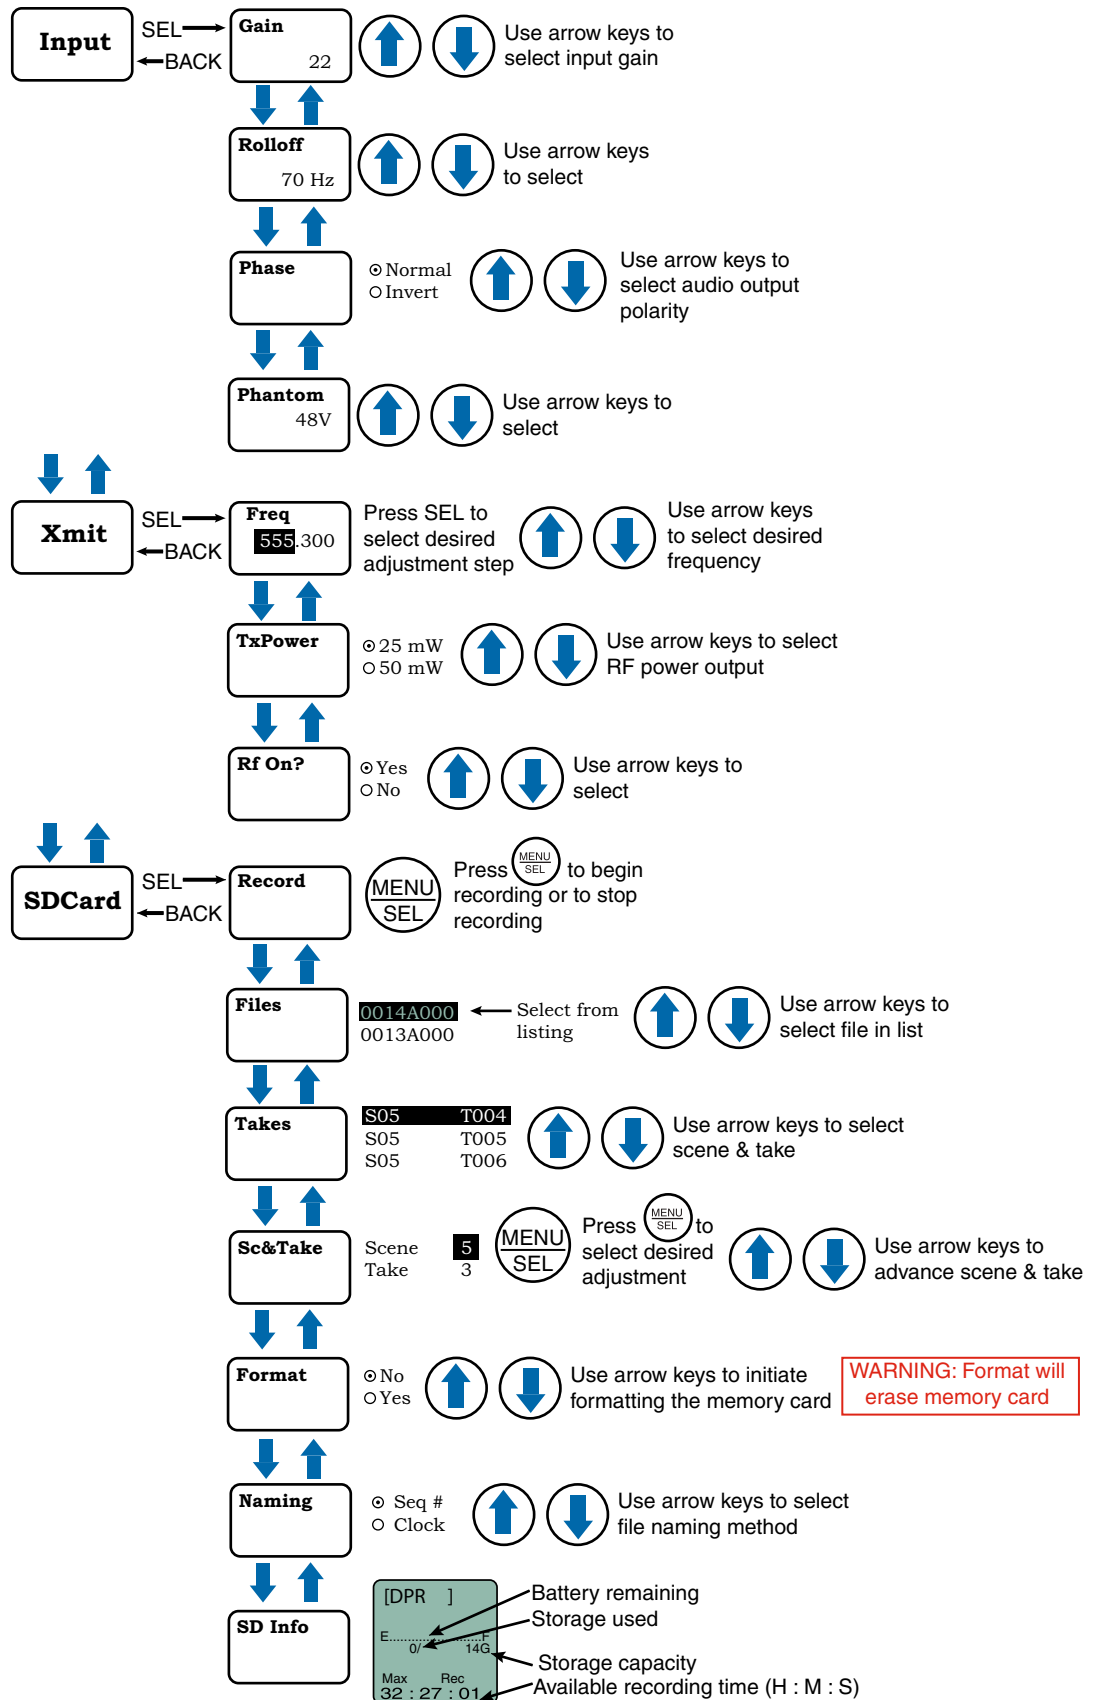 Input
SEL
BACK
Gain
22
Use arrow keys to
select input gain
Rolloff
70 Hz
Use arrow keys
to select
Phase
Normal
Invert
Use arrow keys to
select audio output
polarity
Phantom
48V
Use arrow keys to
select
Xmit
SEL
BACK
Freq
555.300
Press SEL to
select desired
adjustment step
Use arrow keys
to select desired
frequency
TxPower
25 mW
50 mW
Use arrow keys to select
RF power output
Rf On?
Yes
No
Use arrow keys to
select
SDCard
SEL
BACK
Record
MENU
SEL
Press MENU SEL to begin
recording or to stop
recording
Files
0014A000
0013A000
Select from
listing
Use arrow keys to
select file in list
Takes
S05 T004
S05 T005
S05 T006
Use arrow keys to select
scene & take
Sc&Take
Scene 5
Take 3
MENU
SEL
Press MENU SEL to
select desired
adjustment
Use arrow keys to
advance scene & take
Format
No
Yes
Use arrow keys to initiate
formatting the memory card
WARNING: Format will
erase memory card
Naming
Seq #
Clock
Use arrow keys to select
file naming method
SD Info
[DPR ]
E........................F
0/ 14G
Max Rec
32 : 27 : 01
Battery remaining
Storage used
Storage capacity
Available recording time (H : M : S)